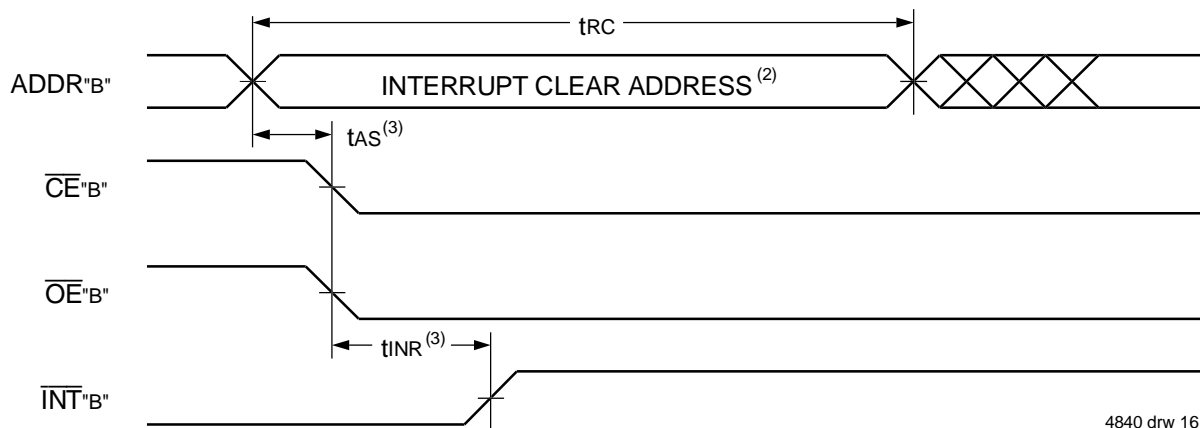 tRC
ADDR"B"
INTERRUPT CLEAR ADDRESS(2)
tAS(3)
CE"B"
OE"B"
tINR(3)
INT"B"
4840 drw 16